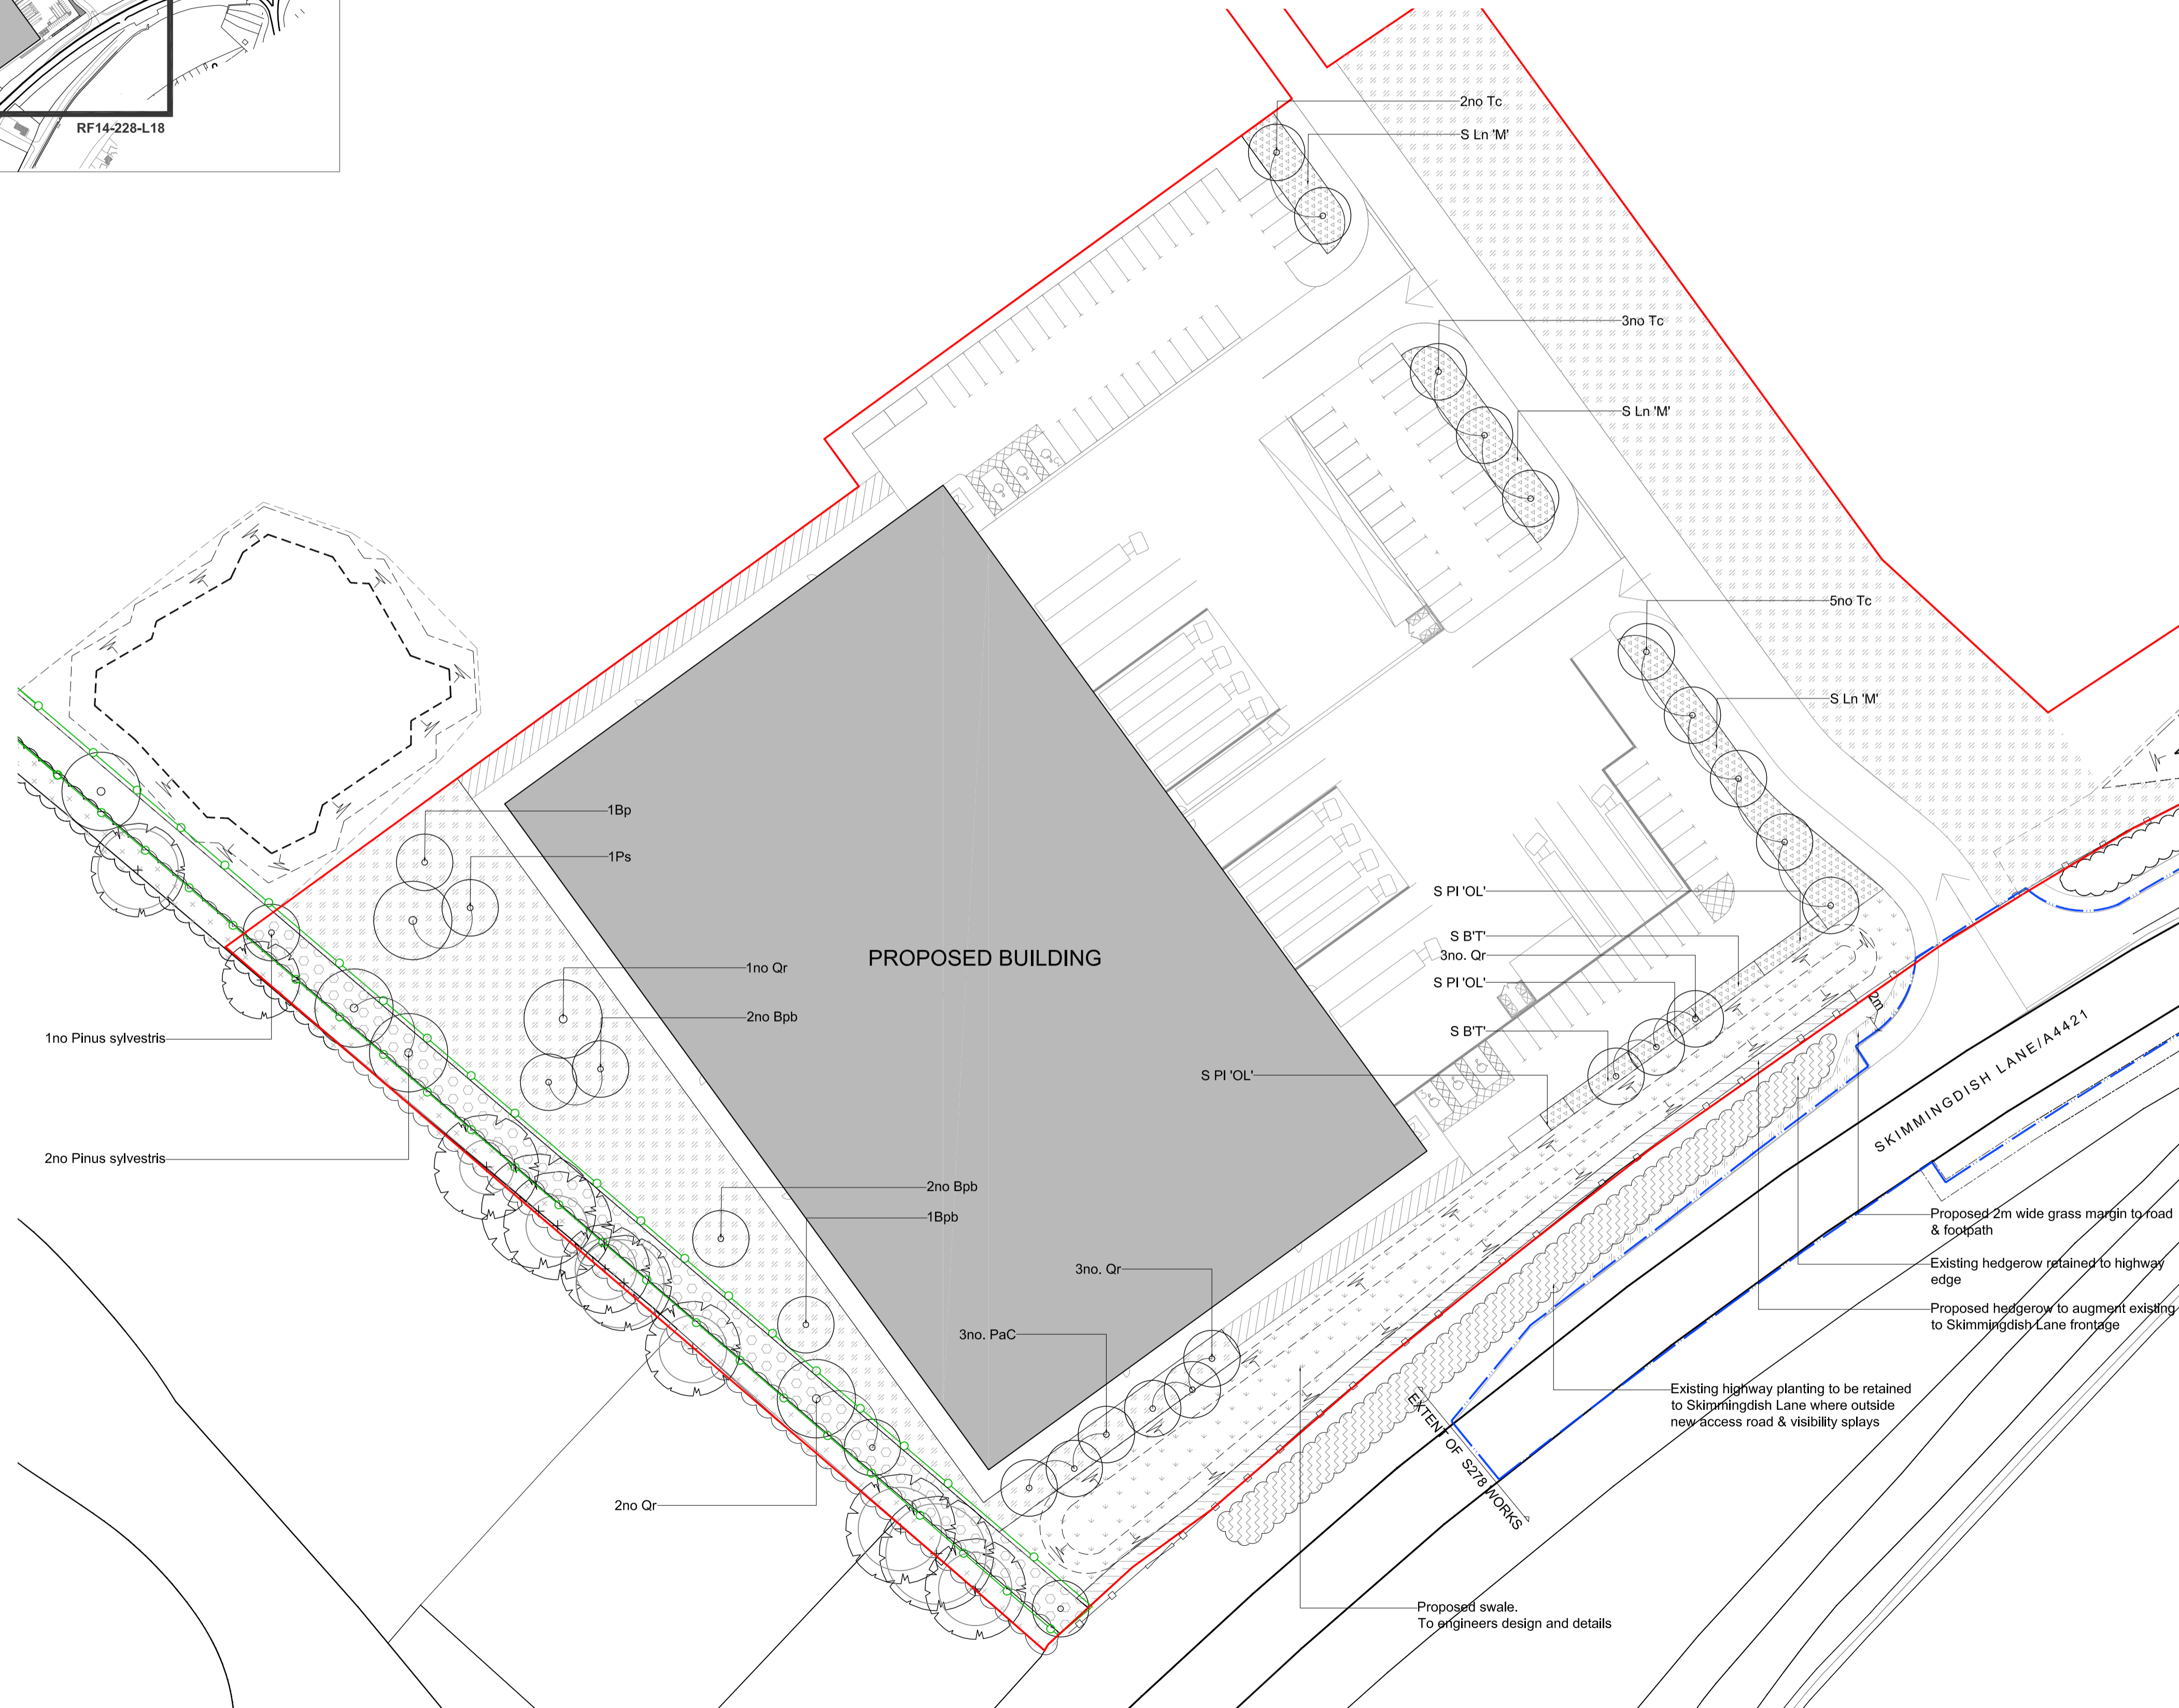 RF14-228-L18
2no Tc
S Ln 'M'
3no Tc
S Ln 'M'
5no Tc
S Ln 'M'
1Bp
1Ps
S PI 'OL'
S B'T'
3no. Qr
S PI 'OL'
PROPOSED BUILDING
1no Qr
2no Bpb
2m
S B'T'
1no Pinus sylvestris
S PI 'OL'
SKIMMINGDISH LANE/A4421
2no Pinus sylvestris
2no Bpb
1Bpb
Proposed 2m wide grass margin to road
& footpath
3no. Qr
Existing hedgerow retained to highway
edge
Proposed hedgerow to augment existing
to Skimmingdish Lane frontage
3no. PaC
Existing highway planting to be retained
to Skimmingdish Lane where outside
new access road & visibility splays
EXTENT OF S278 WORKS
2no Qr
Proposed swale.
To engineers design and details